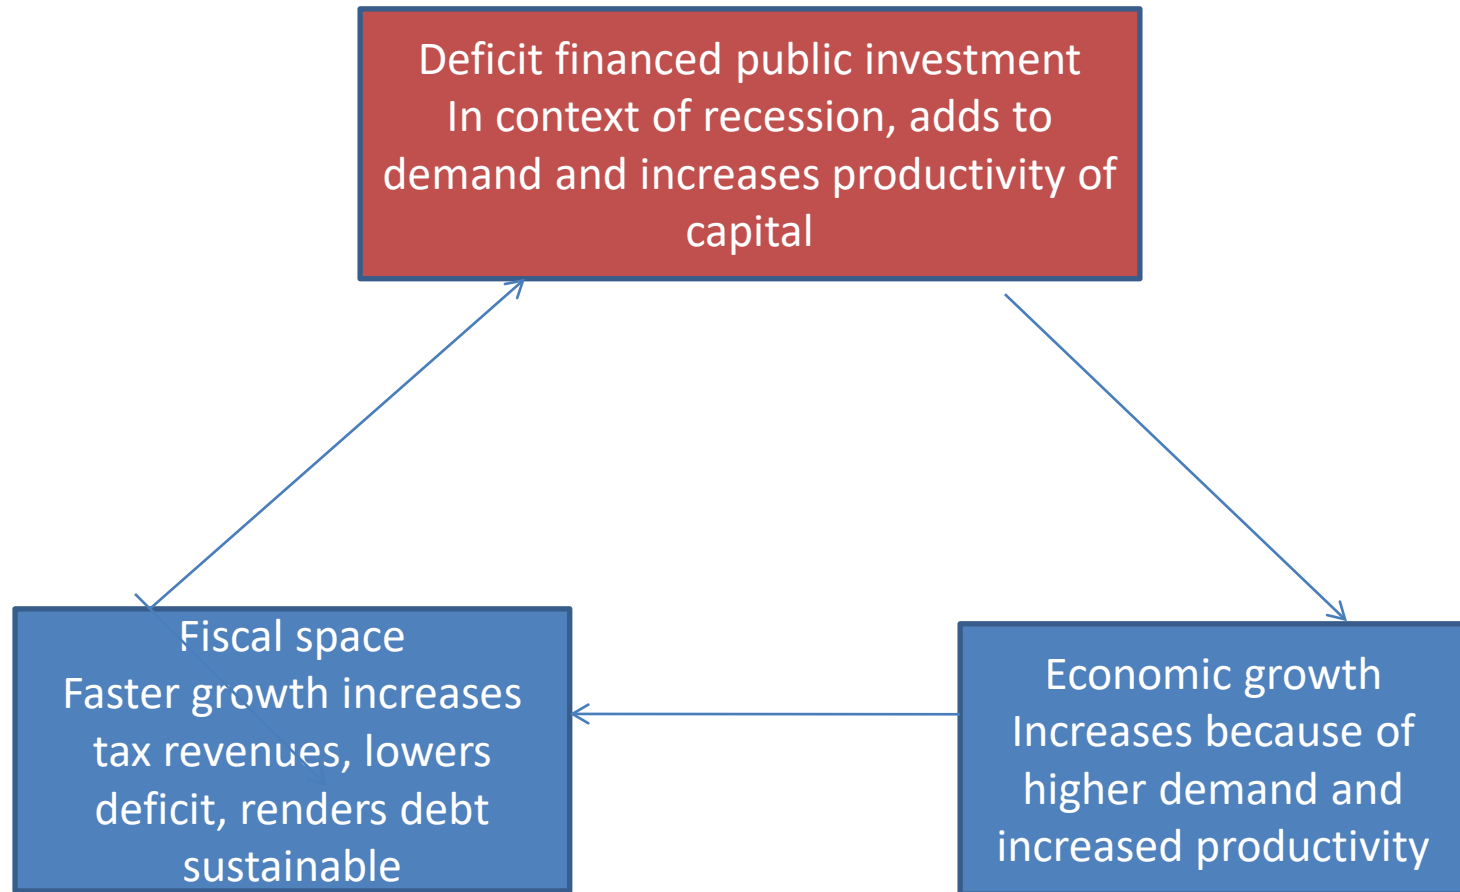 Deficit financed public investment
In context of recession, adds to
demand and increases productivity of
capital
Fiscal space
Faster growth increases
tax revenues, lowers
deficit, renders debt
sustainable
Economic growth
Increases because of
higher demand and
increased productivity